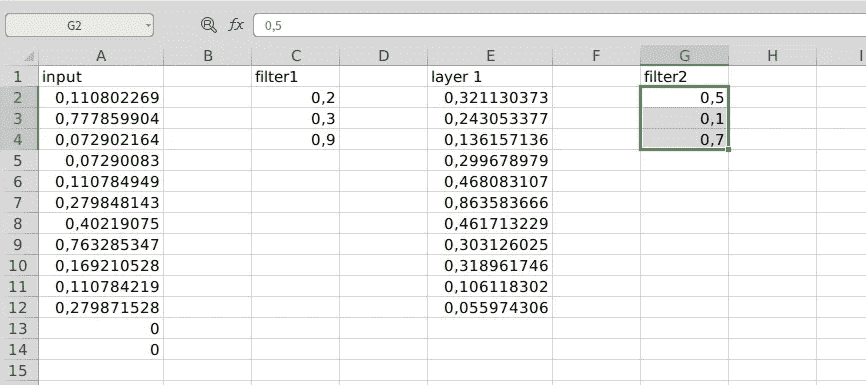 G2 fx 0,5
A B C D E F G H I
1 input filter1 layer 1 filter2
2 0,110802269 0,2 0,321130373 0,5
3 0,777859904 0,3 0,243053377 0,1
4 0,072902164 0,9 0,136157136 0,7
5 0,07290083 0,299678979
6 0,110784949 0,468083107
7 0,279848143 0,863583666
8 0,40219075 0,461713229
9 0,763285347 0,303126025
10 0,169210528 0,318961746
11 0,110784219 0,106118302
12 0,279871528 0,055974306
13 0
14 0
15